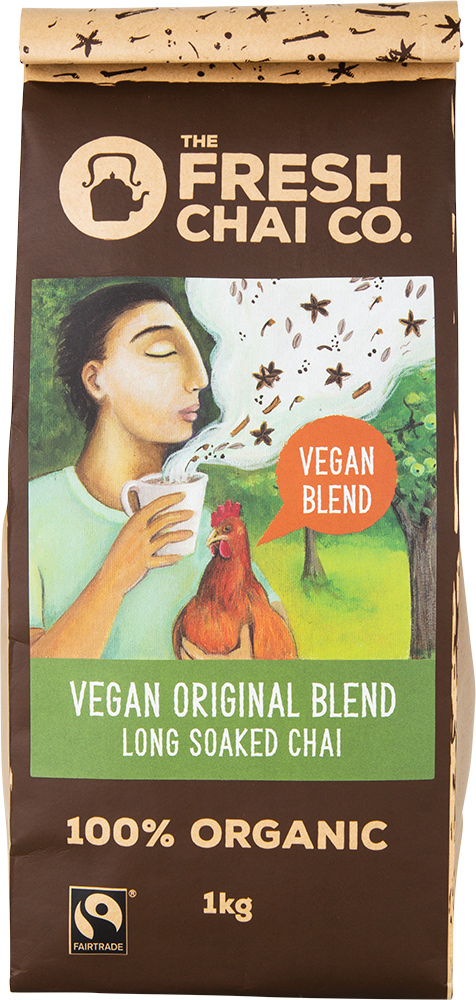 THE
FRESH
CHAI CO.
VEGAN
BLEND
VEGAN ORIGINAL BLEND
LONG SOAKED CHAI
100% ORGANIC
1kg
®
FAIRTRADE